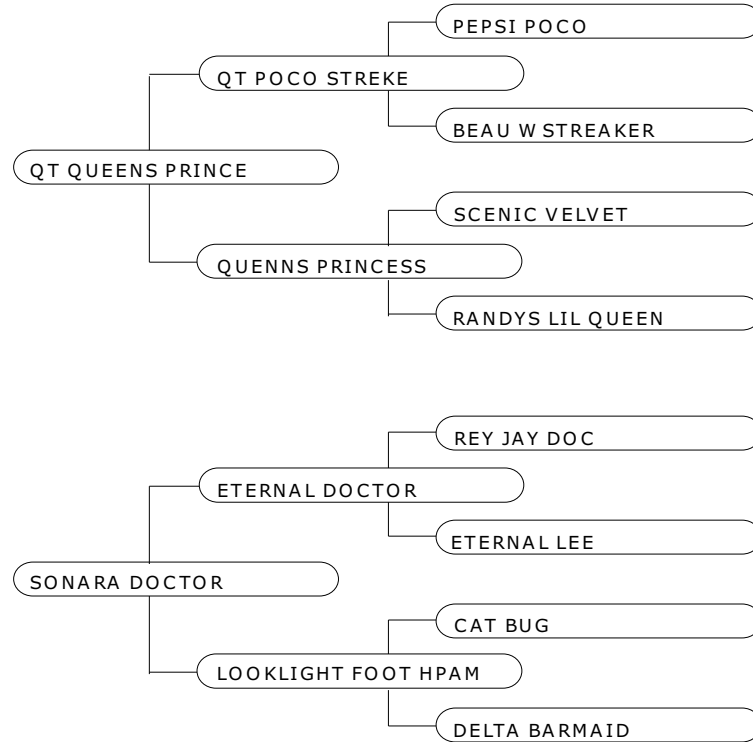 PEPSI POCO
QT POCO STREKE
BEAU W STREAKER
QT QUEENS PRINCE
SCENIC VELVET
QUENNS PRINCESS
RANDYS LIL QUEEN
REY JAY DOC
ETERNAL DOCTOR
ETERNAL LEE
SONARA DOCTOR
CAT BUG
LOOKLIGHT FOOT HPAM
DELTA BARMAID